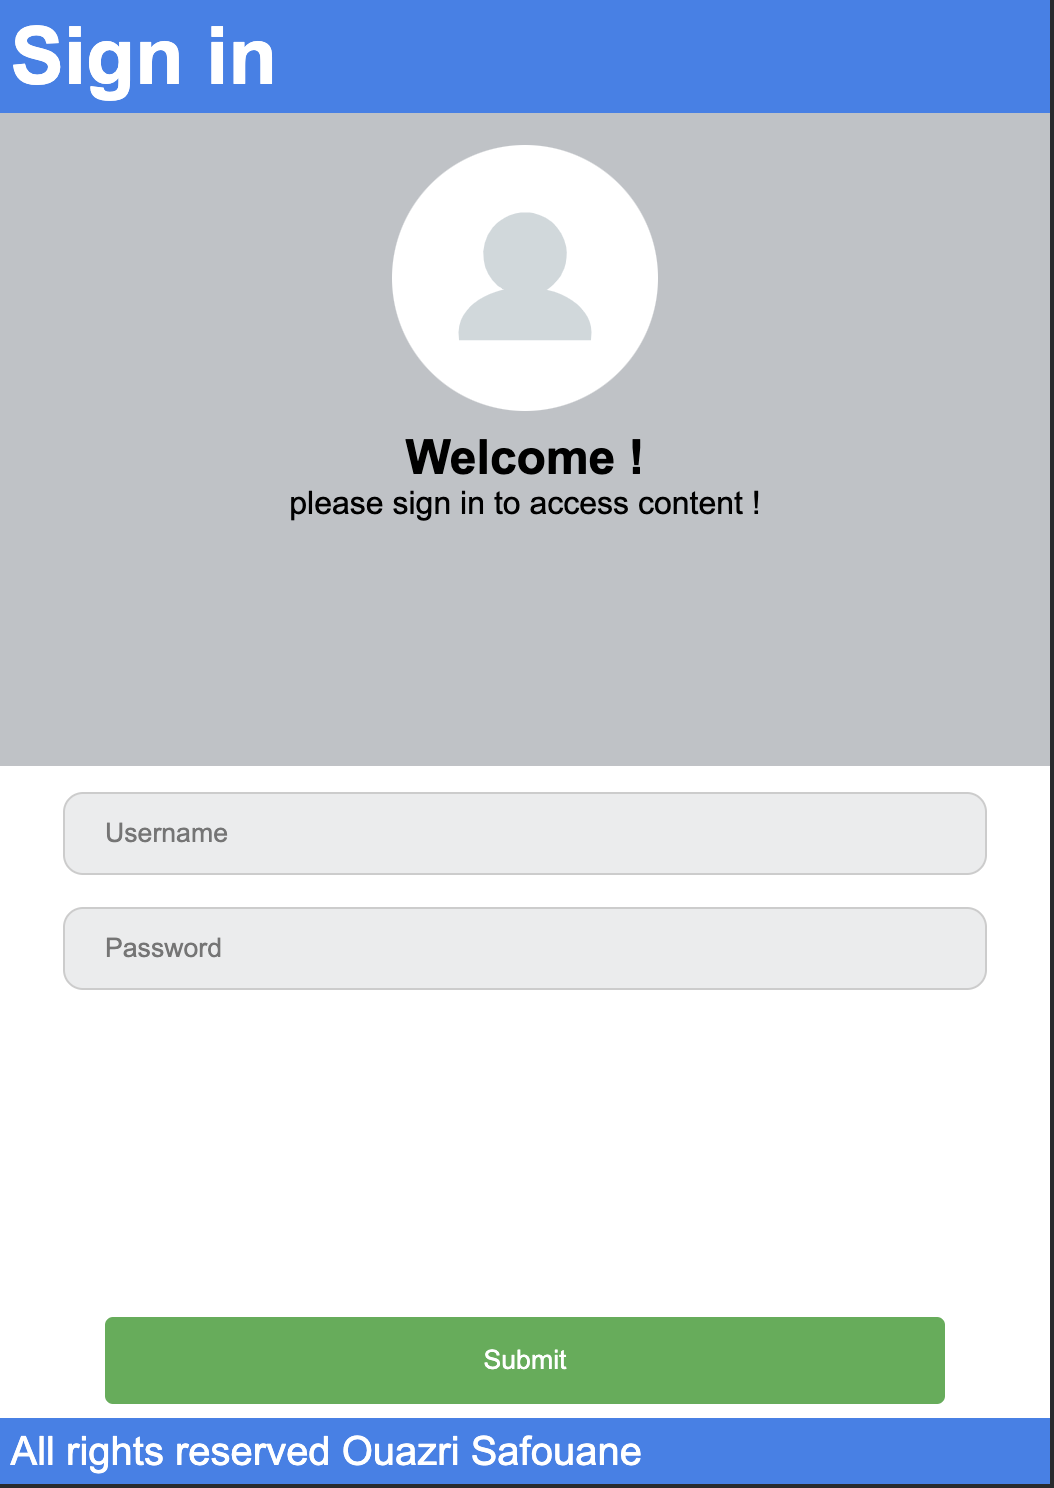 Sign in
Welcome !
please sign in to access content !
Username
Password
Submit
All rights reserved Ouazri Safouane